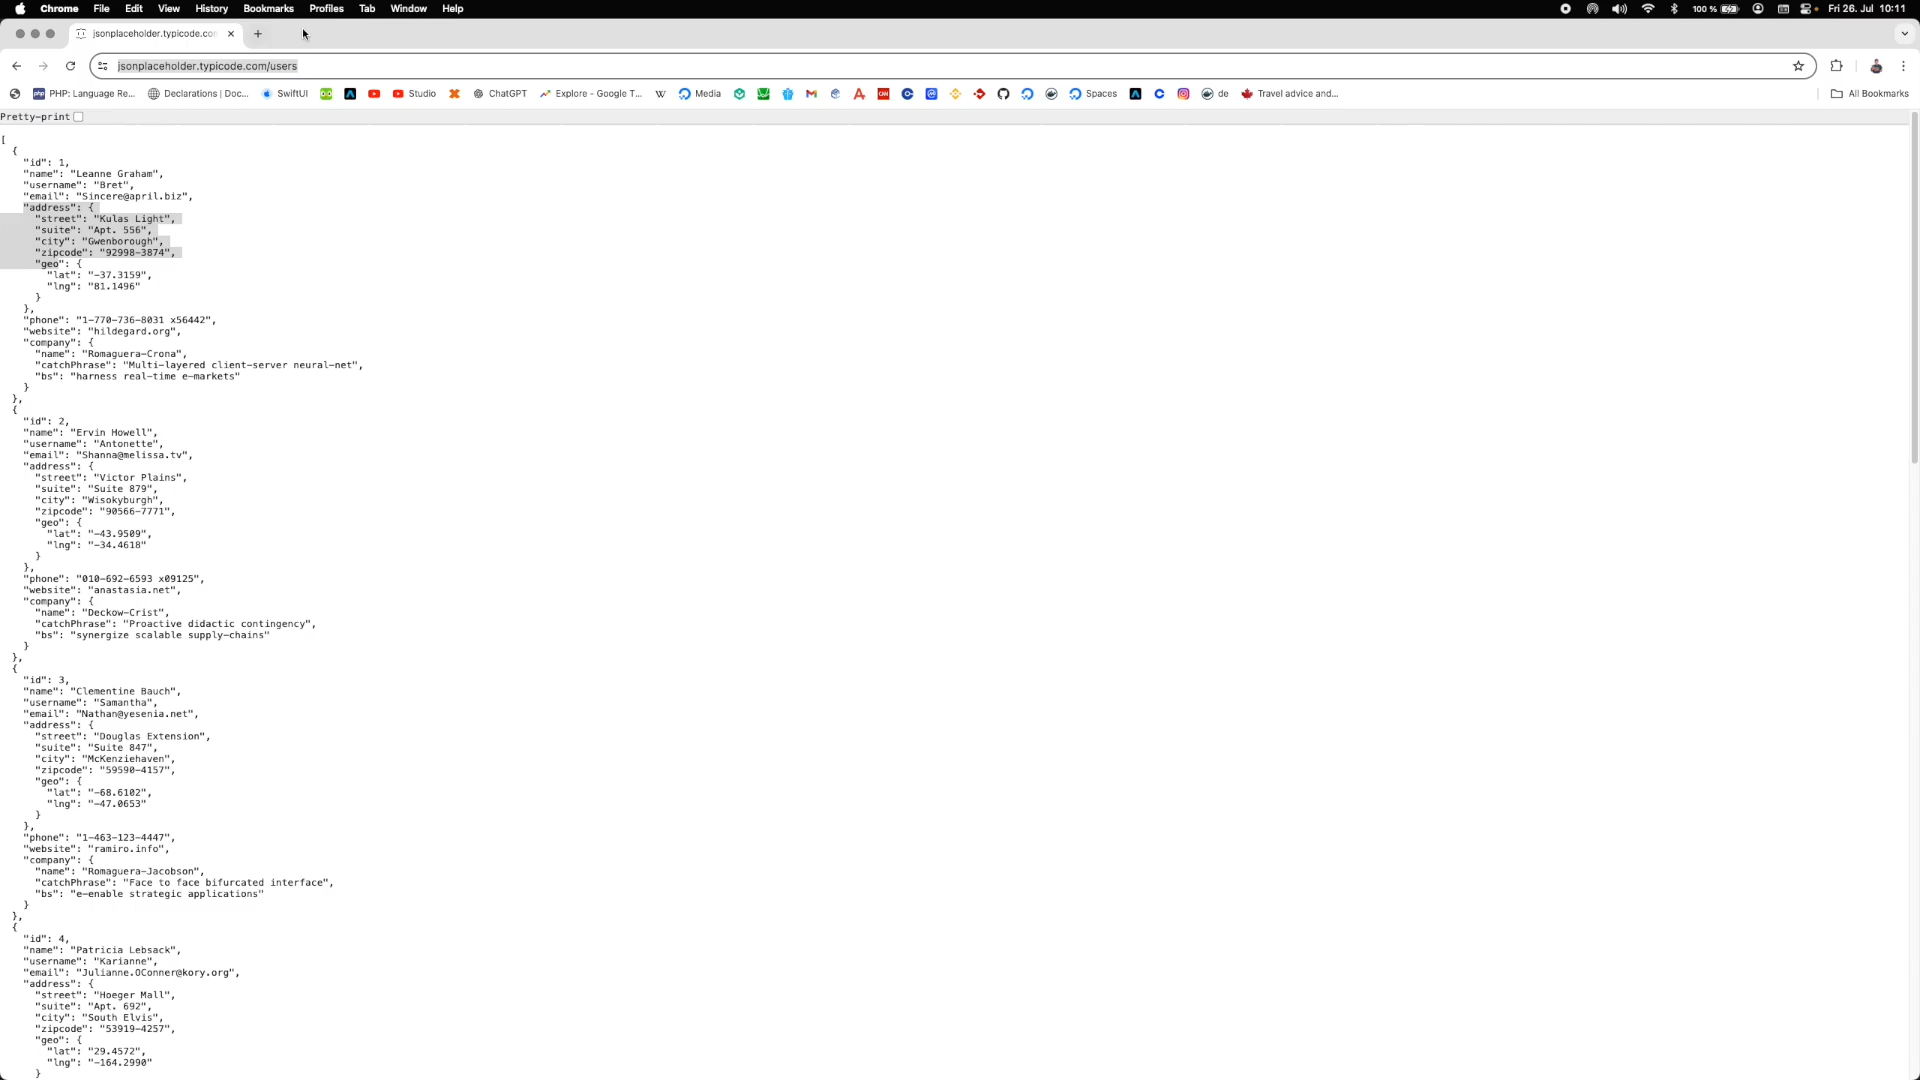 Chrome File Edit View History Bookmarks Profiles Tab Window Help 100 % Fri 26. Jul 10:11
jsonplaceholder.typicode.co
jsonplaceholder.typicode.com/users
PHP: Language Re... Declarations | Doc... SwiftUI Studio ChatGPT Explore - Google T... W Media Spaces de Travel advice and... All Bookmarks
Pretty-print
[
{
"id": 1,
"name": "Leanne Graham",
"username": "Bret",
"email": "Sincere@april.biz",
"address": {
"street": "Kulas Light",
"suite": "Apt. 556",
"city": "Gwenborough",
"zipcode": "92998-3874",
"geo": {
"lat": "-37.3159",
"lng": "81.1496"
}
},
"phone": "1-770-736-8031 x56442",
"website": "hildegard.org",
"company": {
"name": "Romaguera-Crona",
"catchPhrase": "Multi-layered client-server neural-net",
"bs": "harness real-time e-markets"
}
},
{
"id": 2,
"name": "Ervin Howell",
"username": "Antonette",
"email": "Shanna@melissa.tv",
"address": {
"street": "Victor Plains",
"suite": "Suite 879",
"city": "Wisokyburgh",
"zipcode": "90566-7771",
"geo": {
"lat": "-43.9509",
"lng": "-34.4618"
}
},
"phone": "010-692-6593 x09125",
"website": "anastasia.net",
"company": {
"name": "Deckow-Crist",
"catchPhrase": "Proactive didactic contingency",
"bs": "synergize scalable supply-chains"
}
},
{
"id": 3,
"name": "Clementine Bauch",
"username": "Samantha",
"email": "Nathan@yesenia.net",
"address": {
"street": "Douglas Extension",
"suite": "Suite 847",
"city": "McKenziehaven",
"zipcode": "59590-4157",
"geo": {
"lat": "-68.6102",
"lng": "-47.0653"
}
},
"phone": "1-463-123-4447",
"website": "ramiro.info",
"company": {
"name": "Romaguera-Jacobson",
"catchPhrase": "Face to face bifurcated interface",
"bs": "e-enable strategic applications"
}
},
{
"id": 4,
"name": "Patricia Lebsack",
"username": "Karianne",
"email": "Julianne.OConner@kory.org",
"address": {
"street": "Hoeger Mall",
"suite": "Apt. 692",
"city": "South Elvis",
"zipcode": "53919-4257",
"geo": {
"lat": "29.4572",
"lng": "-164.2990"
}